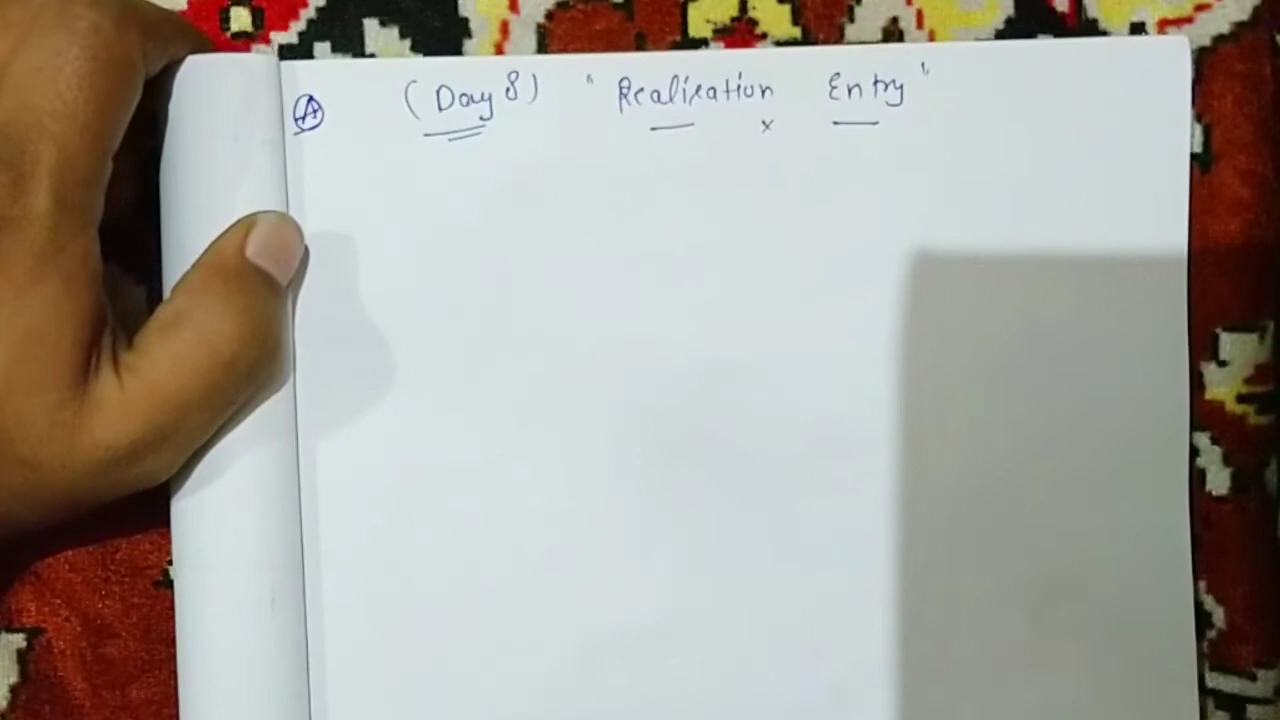 Ⓐ (Day 8) "Realisation Entry"
x